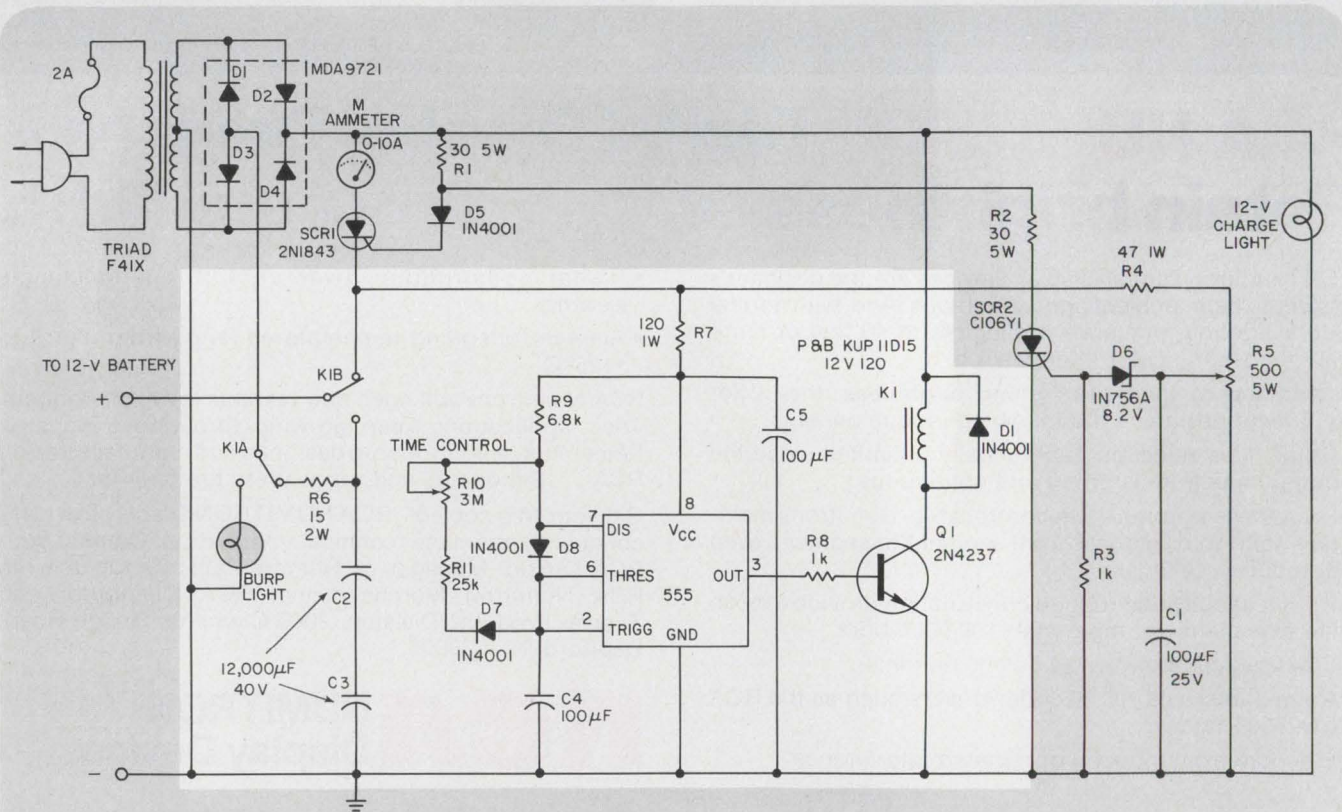 2A
D1
MDA9721
D2
D3
D4
TRIAD
F41X
M
AMMETER
0-10A
SCR1
2N1843
30 5W
R1
D5
1N4001
R2
30
5W
12-V
CHARGE
LIGHT
47 1W
R4
SCR2
C106Y1
D6
1N756A
8.2V
R5
500
5W
120
1W
R7
P&B KUP11D15
12V 120
TO 12-V BATTERY
+
K1B
K1A
R9
6.8k
C5
100μF
K1
D1
1N4001
TIME CONTROL
R10
3M
R6
15
2W
BURP
LIGHT
C2
12,000μF
40V
C3
R11
25k
1N4001
D8
D7
1N4001
7
DIS
6
THRES
2
TRIGG
8
VCC
OUT
3
555
GND
R8
1k
Q1
2N4237
R3
1k
C1
100μF
25V
C4
100μF
−